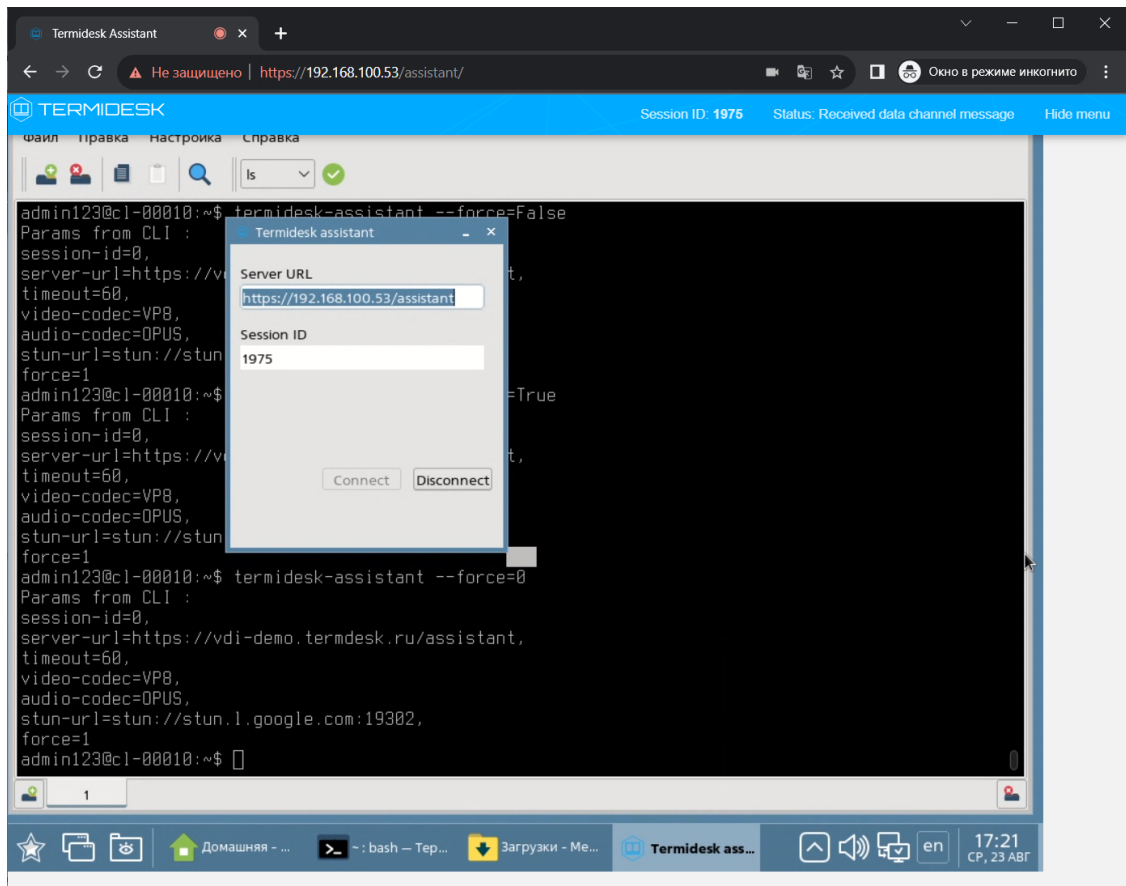 Termidesk Assistant
Не защищено https://192.168.100.53/assistant/ Окно в режиме инкогнито
TERMIDESK Session ID: 1975 Status: Received data channel message Hide menu
Файл Правка Настройка Справка
ls
admin123@cl-00010:~$ termidesk-assistant --force=False
Params from CLI :
session-id=0,
server-url=https://v t,
timeout=60,
video-codec=VP8,
audio-codec=OPUS,
stun-url=stun://stun
force=1
admin123@cl-00010:~$ =True
Params from CLI :
session-id=0,
server-url=https://v t,
timeout=60,
video-codec=VP8,
audio-codec=OPUS,
stun-url=stun://stun
force=1
admin123@cl-00010:~$ termidesk-assistant --force=0
Params from CLI :
session-id=0,
server-url=https://vdi-demo.termdesk.ru/assistant,
timeout=60,
video-codec=VP8,
audio-codec=OPUS,
stun-url=stun://stun.l.google.com:19302,
force=1
admin123@cl-00010:~$
Termidesk assistant
Server URL
https://192.168.100.53/assistant
Session ID
1975
Connect Disconnect
1
Домашняя - ... ~ : bash — Тер... Загрузки - Ме... Termidesk ass... en 17:21
СР, 23 АВГ